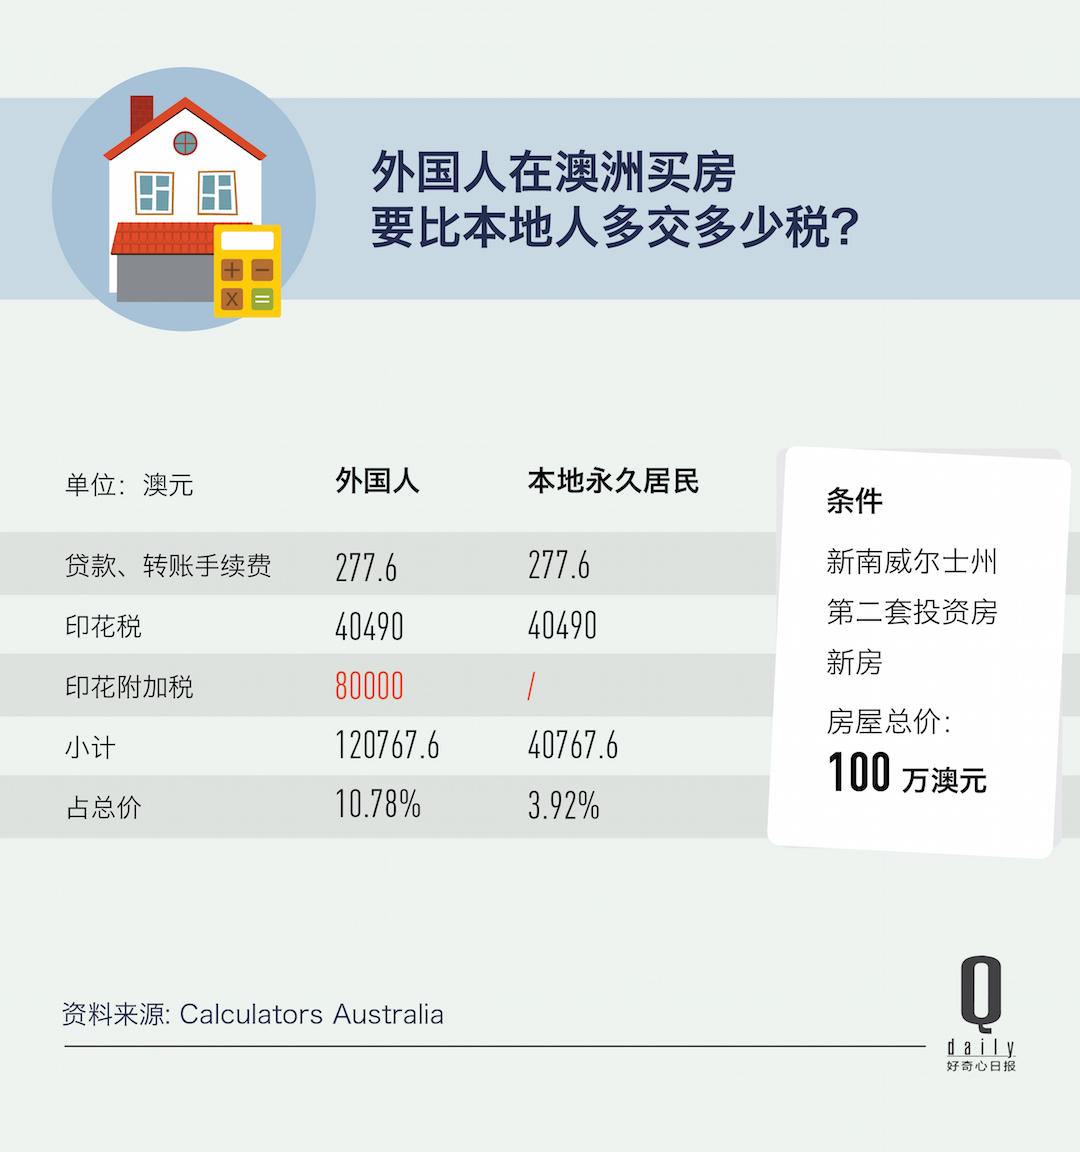 外国人在澳洲买房
要比本地人多交多少税?
单位：澳元 外国人 本地永久居民
贷款、转账手续费 277.6 277.6
印花税 40490 40490
印花附加税 80000 /
小计 120767.6 40767.6
占总价 10.78% 3.92%
条件
新南威尔士州
第二套投资房
新房
房屋总价：
100 万澳元
+ −
X =
资料来源: Calculators Australia
Q
daily
好奇心日报